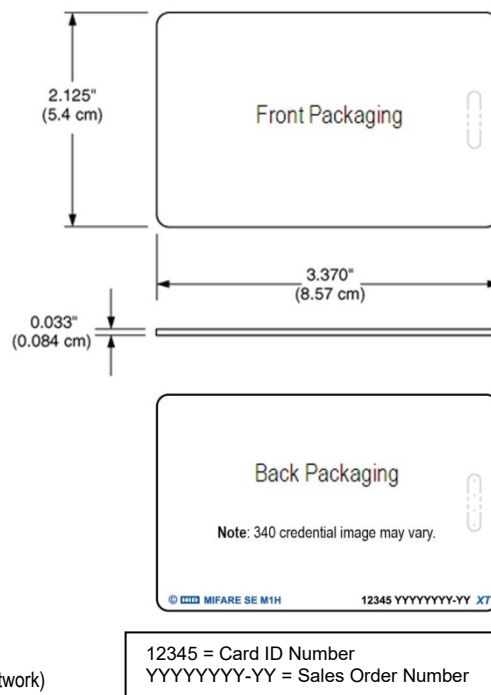 2.125"
(5.4 cm)
Front Packaging
3.370"
(8.57 cm)
0.033"
(0.084 cm)
Back Packaging
Note: 340 credential image may vary.
© HID MIFARE SE M1H 12345 YYYYYYYY-YY XT
12345 = Card ID Number
YYYYYYYY-YY = Sales Order Number